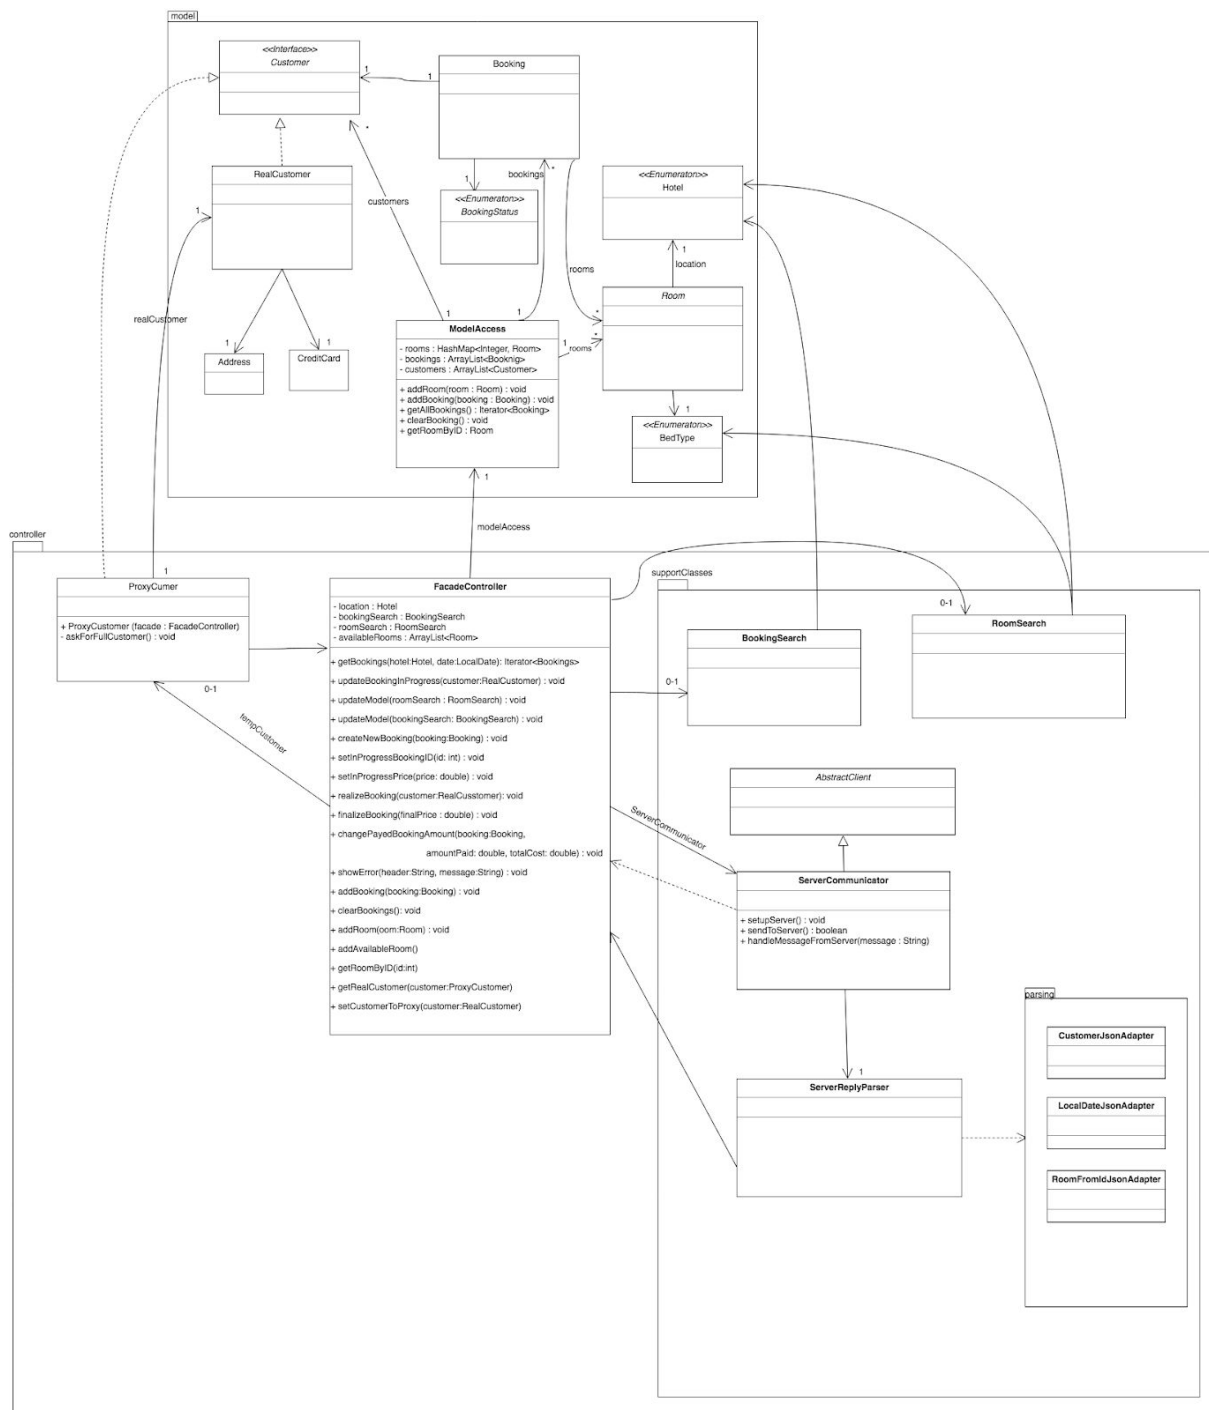 model
<<Interface>>
Customer
1
1
Booking
*
RealCustomer
1
customers
bookings
*
1
<<Enumeraton>>
BookingStatus
<<Enumeraton>>
Hotel
1
location
rooms
Room
*
*
realCustomer
1
1
1
rooms
ModelAccess
- rooms : HashMap<Integer, Room>
- bookings : ArrayList<Booknig>
- customers : ArrayList<Customer>
+ addRoom(room : Room) : void
+ addBooking(booking : Booking) : void
+ getAllBookings() : Iterator<Booking>
+ clearBooking() : void
+ getRoomByID : Room
1
1
Address
CreditCard
1
<<Enumeraton>>
BedType
1
modelAccess
controller
1
ProxyCumer
+ ProxyCustomer (facade : FacadeController)
- askForFullCustomer() : void
0-1
tempCustomer
FacadeController
- location : Hotel
- bookingSearch : BookingSearch
- roomSearch : RoomSearch
- availableRooms : ArrayList<Room>
+ getBookings(hotel:Hotel, date:LocalDate): Iterator<Bookings>
+ updateBookingInProgress(customer:RealCustomer) : void
+ updateModel(roomSearch : RoomSearch) : void
+ updateModel(bookingSearch: BookingSearch) : void
+ createNewBooking(booking:Booking) : void
+ setInProgressBookingID(id: int) : void
+ setInProgressPrice(price: double) : void
+ realizeBooking(customer:RealCusstomer): void
+ finalizeBooking(finalPrice : double) : void
+ changePayedBookingAmount(booking:Booking,
amountPaid: double, totalCost: double) : void
+ showError(header:String, message:String) : void
+ addBooking(booking:Booking) : void
+ clearBookings(): void
+ addRoom(oom:Room) : void
+ addAvailableRoom()
+ getRoomByID(id:int)
+ getRealCustomer(customer:ProxyCustomer)
+ setCustomerToProxy(customer:RealCustomer)
supportClasses
0-1
RoomSearch
BookingSearch
0-1
AbstractClient
ServerCommunicator
ServerCommunicator
+ setupServer() : void
+ sendToServer() : boolean
+ handleMessageFromServer(message : String)
1
ServerReplyParser
parsing
CustomerJsonAdapter
LocalDateJsonAdapter
RoomFromIdJsonAdapter